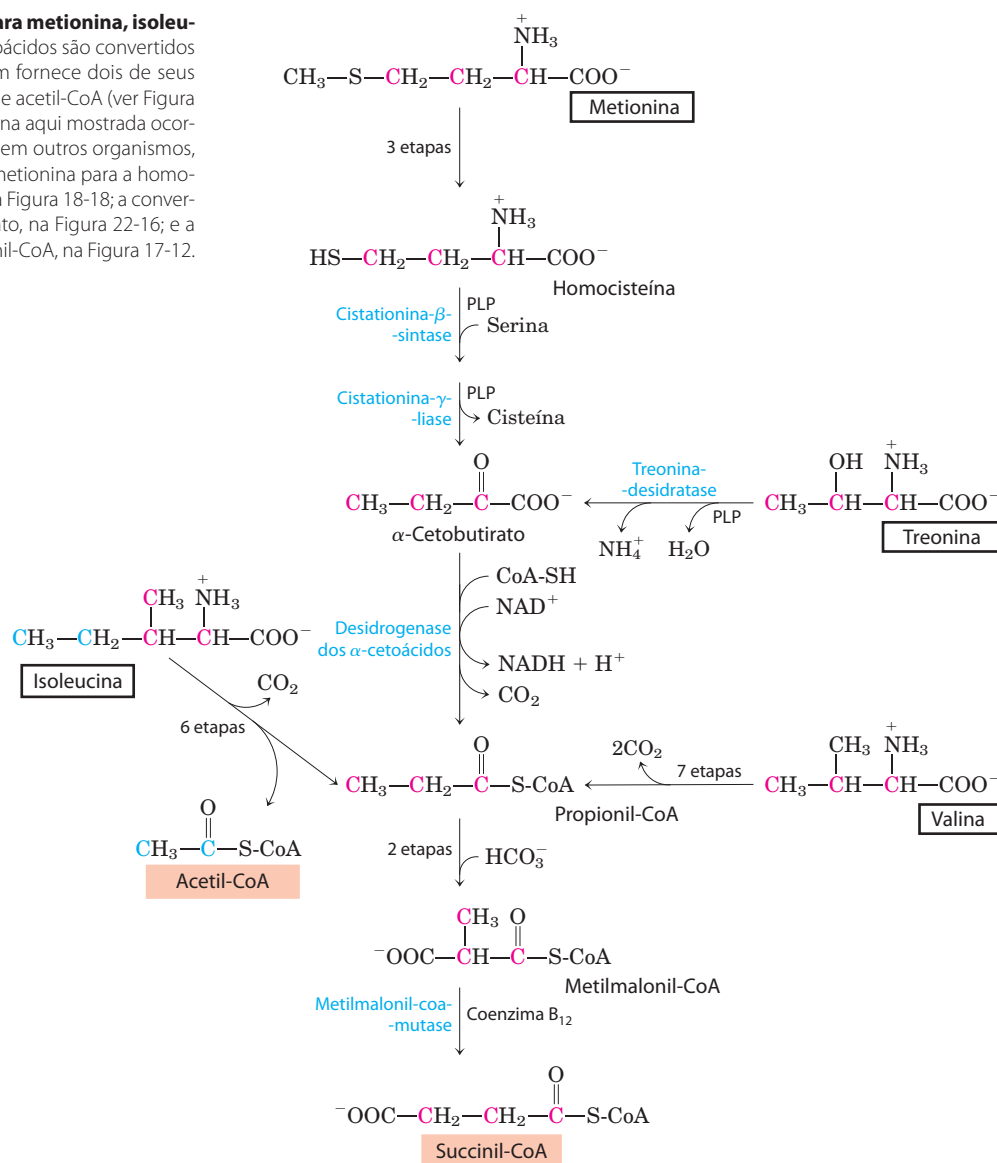 ra metionina, isoleu-
ácidos são convertidos
m fornece dois de seus
e acetil-CoA (ver Figura
na aqui mostrada ocor-
em outros organismos,
netionina para a homo-
a Figura 18-18; a conver-
ato, na Figura 22-16; e a
nil-CoA, na Figura 17-12.
+
NH₃
CH₃—S—CH₂—CH₂—CH—COO⁻
Metionina
3 etapas
+
NH₃
HS—CH₂—CH₂—CH—COO⁻
Homocisteína
Cistationina-β-
-sintase
PLP
Serina
Cistationina-γ-
-liase
PLP
Cisteína
O
CH₃—CH₂—C—COO⁻
α-Cetobutirato
Treonina-
-desidratase
PLP
NH₄⁺ H₂O
OH +NH₃
CH₃—CH—CH—COO⁻
Treonina
CoA-SH
NAD⁺
Desidrogenase
dos α-cetoácidos
NADH + H⁺
CO₂
CH₃ +NH₃
CH₃—CH₂—CH—CH—COO⁻
Isoleucina
CO₂
6 etapas
O
CH₃—C—S-CoA
Acetil-CoA
O
CH₃—CH₂—C—S-CoA
Propionil-CoA
2CO₂
7 etapas
CH₃ +NH₃
CH₃—CH—CH—COO⁻
Valina
2 etapas
HCO₃⁻
CH₃ O
⁻OOC—CH—C—S-CoA
Metilmalonil-CoA
Metilmalonil-coa-
-mutase
Coenzima B₁₂
O
⁻OOC—CH₂—CH₂—C—S-CoA
Succinil-CoA